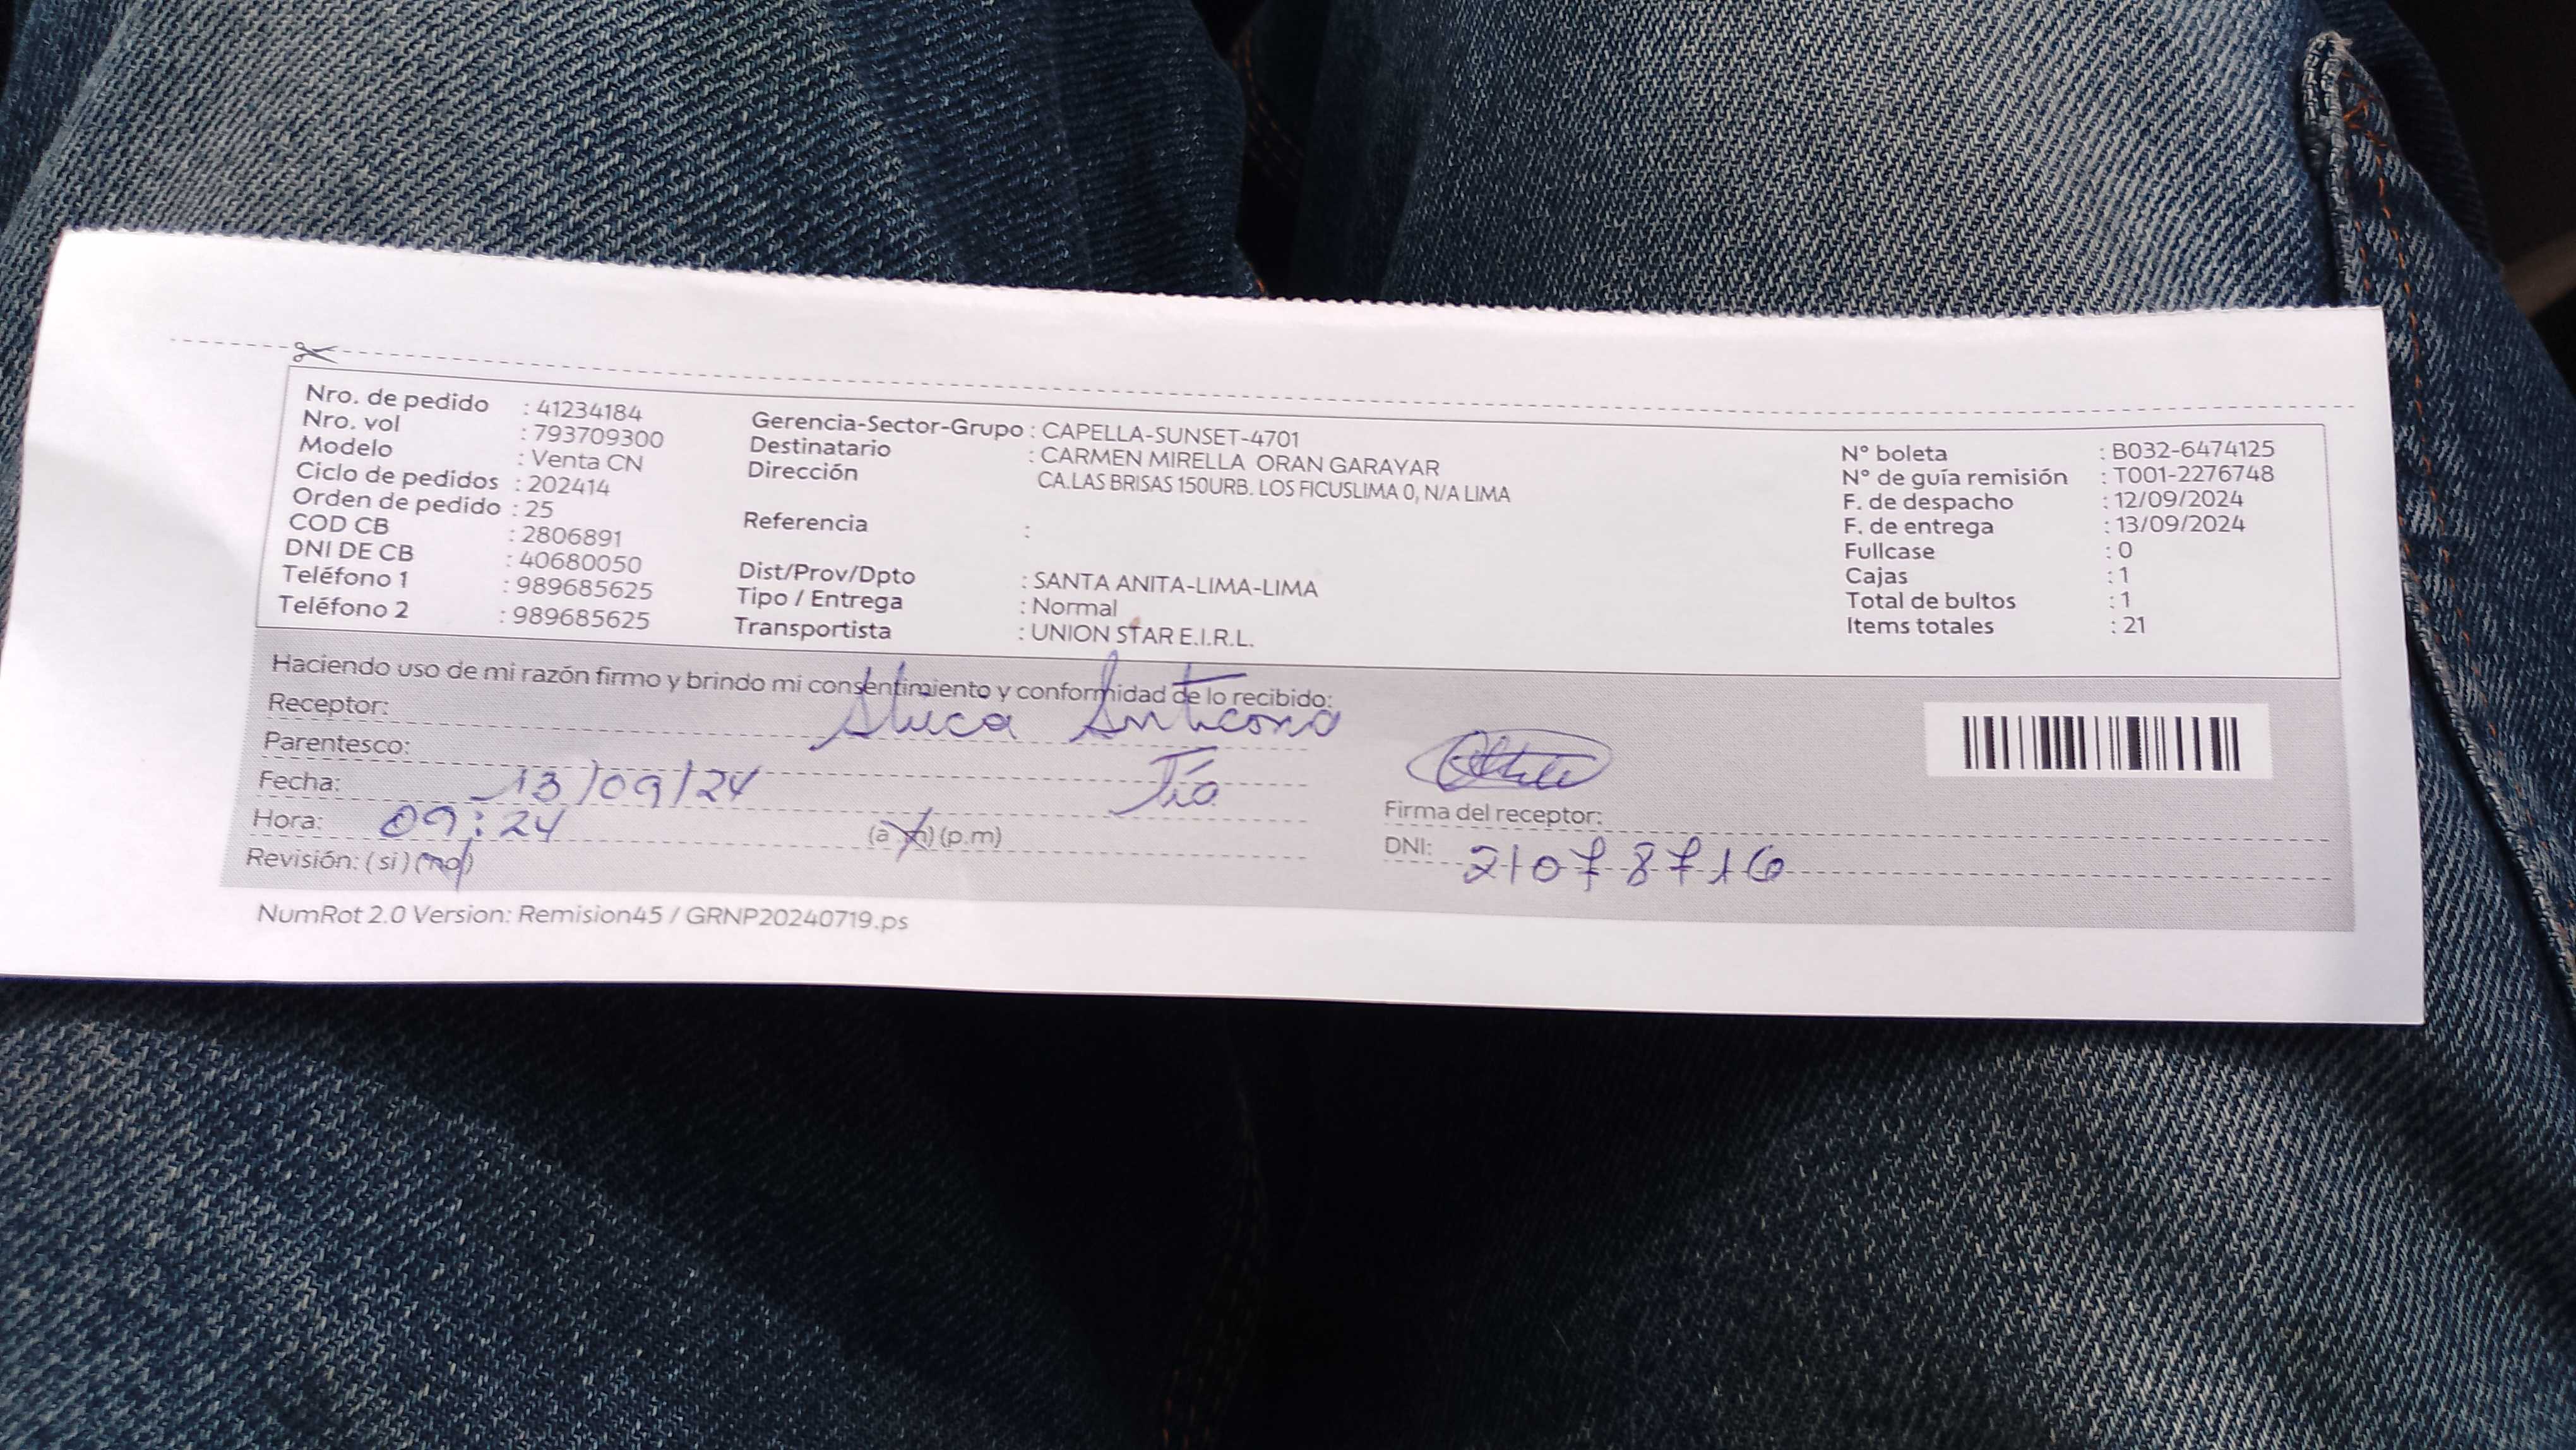 Nro. de pedido : 41234184
Nro. vol : 793709300
Modelo : Venta CN
Ciclo de pedidos : 202414
Orden de pedido : 25
COD CB : 2806891
DNI DE CB : 40680050
Teléfono 1 : 989685625
Teléfono 2 : 989685625
Gerencia-Sector-Grupo : CAPELLA-SUNSET-4701
Destinatario : CARMEN MIRELLA ORAN GARAYAR
Dirección CA.LAS BRISAS 150URB. LOS FICUSLIMA 0, N/A LIMA
Referencia :
Dist/Prov/Dpto : SANTA ANITA-LIMA-LIMA
Tipo / Entrega : Normal
Transportista : UNION STAR E.I.R.L.
N° boleta : B032-6474125
N° de guía remisión : T001-2276748
F. de despacho : 12/09/2024
F. de entrega : 13/09/2024
Fullcase : 0
Cajas : 1
Total de bultos : 1
Items totales : 21
Haciendo uso de mi razón firmo y brindo mi consentimiento y conformidad de lo recibido:
Receptor: Anticona
Parentesco: Tía
Fecha: 13/09/24
Hora: 09:24 (a.m) (p.m)
Revisión: (si) (no)
Firma del receptor:
DNI: 21078716
NumRot 2.0 Version: Remision45 / GRNP20240719.ps